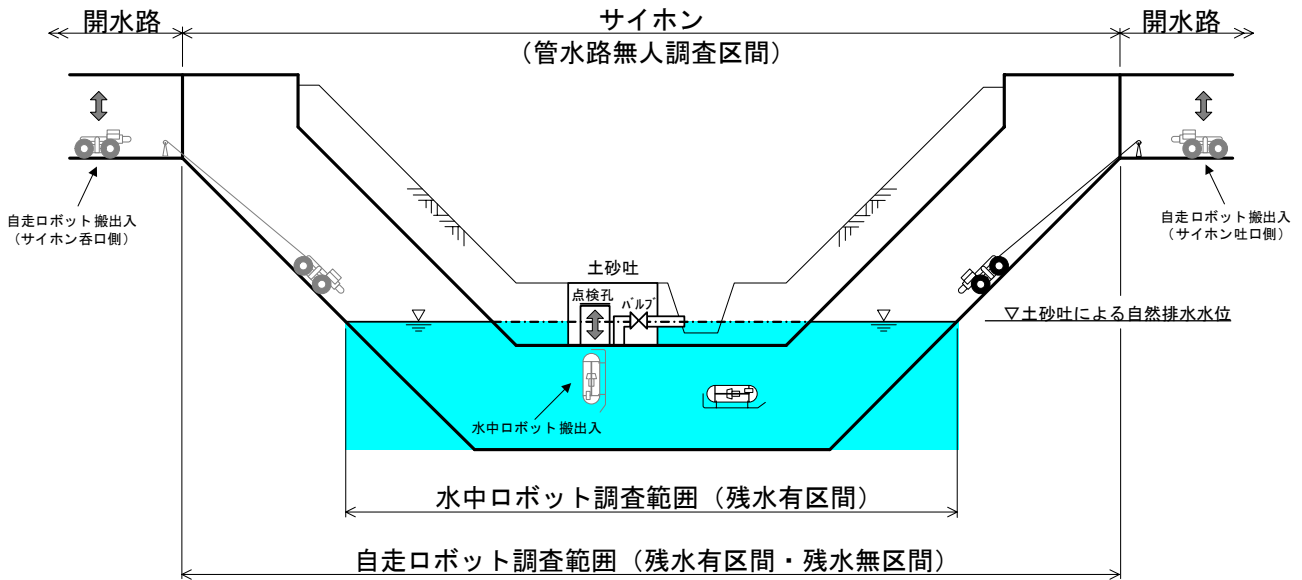 開水路
サイホン
開水路
（管水路無人調査区間）
自走ロボット搬出入
（サイホン呑口側）
自走ロボット搬出入
（サイホン吐口側）
土砂吐
点検孔
バルブ
▽土砂吐による自然排水水位
水中ロボット搬出入
水中ロボット調査範囲（残水有区間）
自走ロボット調査範囲（残水有区間・残水無区間）